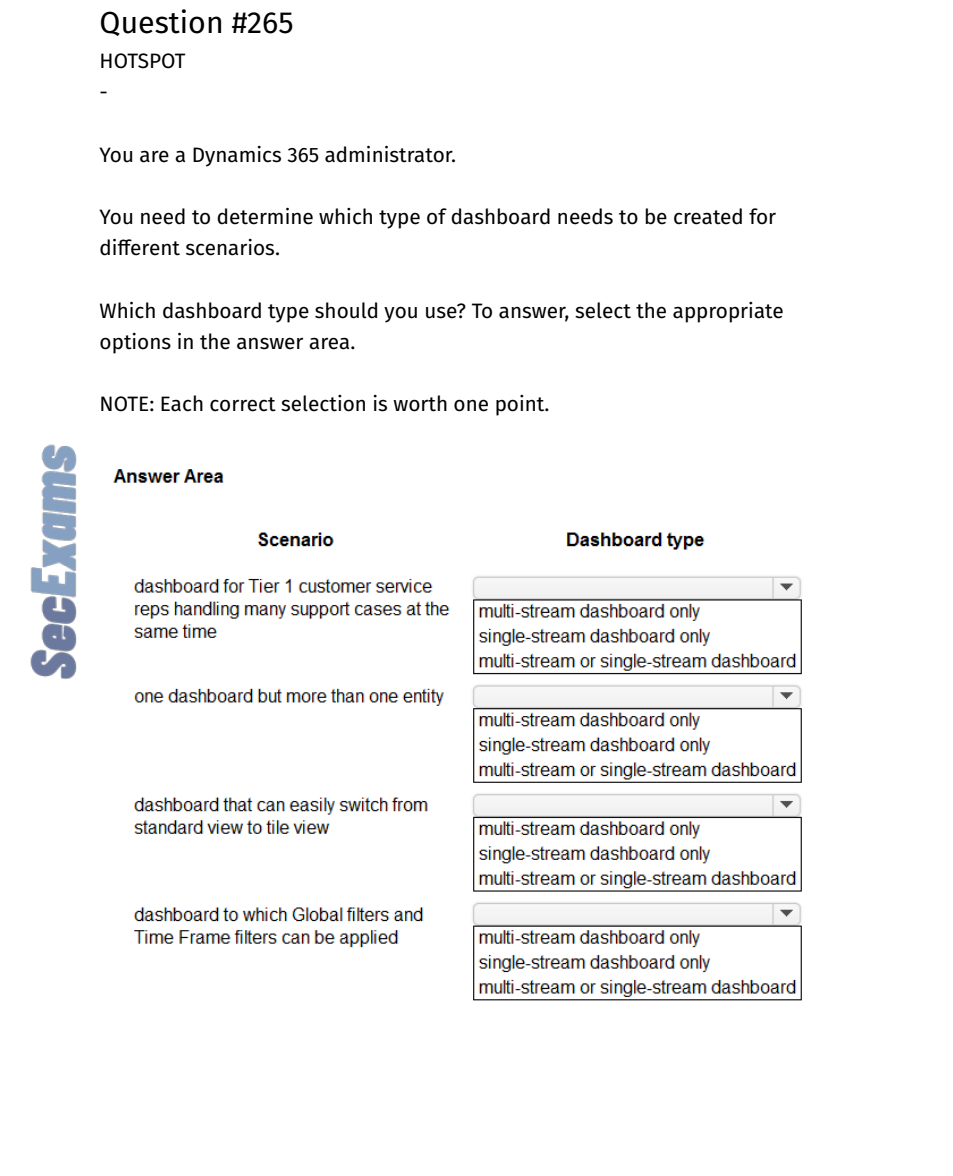 Question #265
HOTSPOT
-
You are a Dynamics 365 administrator.
You need to determine which type of dashboard needs to be created for
different scenarios.
Which dashboard type should you use? To answer, select the appropriate
options in the answer area.
NOTE: Each correct selection is worth one point.
SecExams
Answer Area
Scenario
Dashboard type
dashboard for Tier 1 customer service
reps handling many support cases at the
same time
multi-stream dashboard only
single-stream dashboard only
multi-stream or single-stream dashboard
one dashboard but more than one entity
multi-stream dashboard only
single-stream dashboard only
multi-stream or single-stream dashboard
dashboard that can easily switch from
standard view to tile view
multi-stream dashboard only
single-stream dashboard only
multi-stream or single-stream dashboard
dashboard to which Global filters and
Time Frame filters can be applied
multi-stream dashboard only
single-stream dashboard only
multi-stream or single-stream dashboard